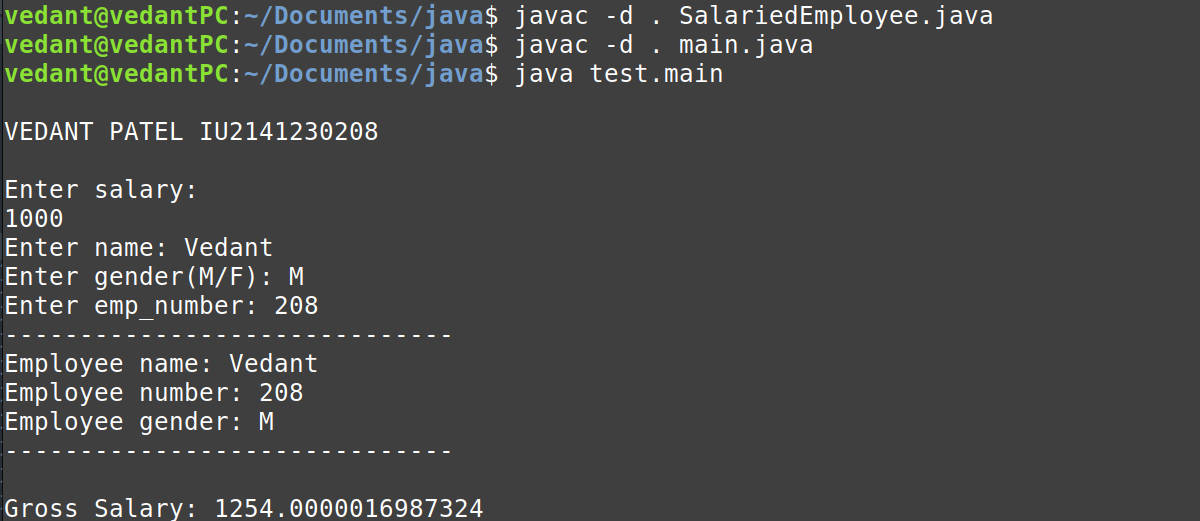 vedant@vedantPC:~/Documents/java$ javac -d . SalariedEmployee.java
vedant@vedantPC:~/Documents/java$ javac -d . main.java
vedant@vedantPC:~/Documents/java$ java test.main
VEDANT PATEL IU2141230208
Enter salary:
1000
Enter name: Vedant
Enter gender(M/F): M
Enter emp_number: 208
------------------------------
Employee name: Vedant
Employee number: 208
Employee gender: M
------------------------------
Gross Salary: 1254.0000016987324